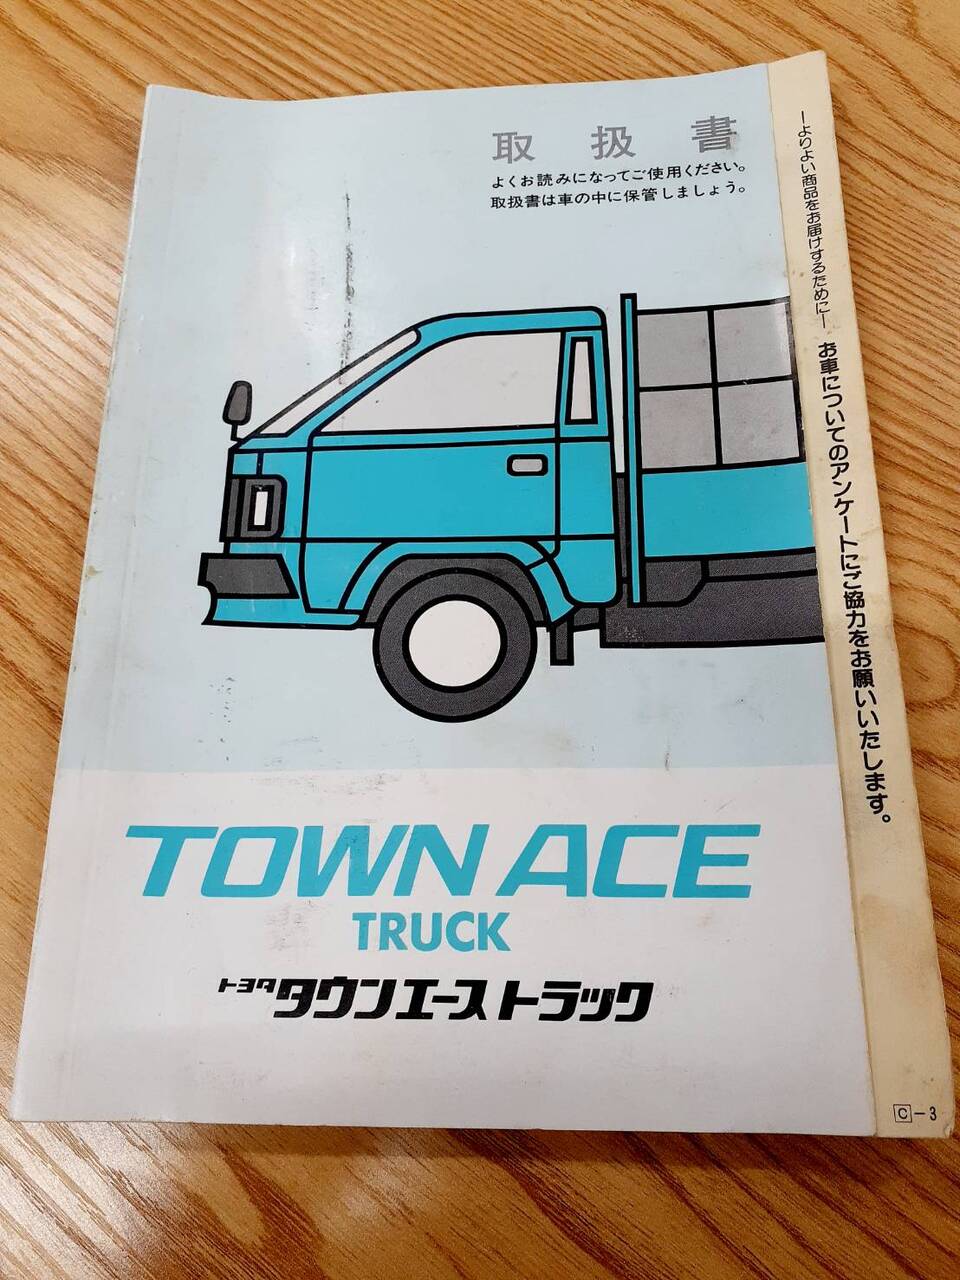 取扱書
よくお読みになってご使用ください。
取扱書は車の中に保管しましょう。
TOWN ACE
TRUCK
トヨタ タウンエース トラック
ーよりよい商品をお届けするためにー お車についてのアンケートにご協力をお願いいたします。
C-3